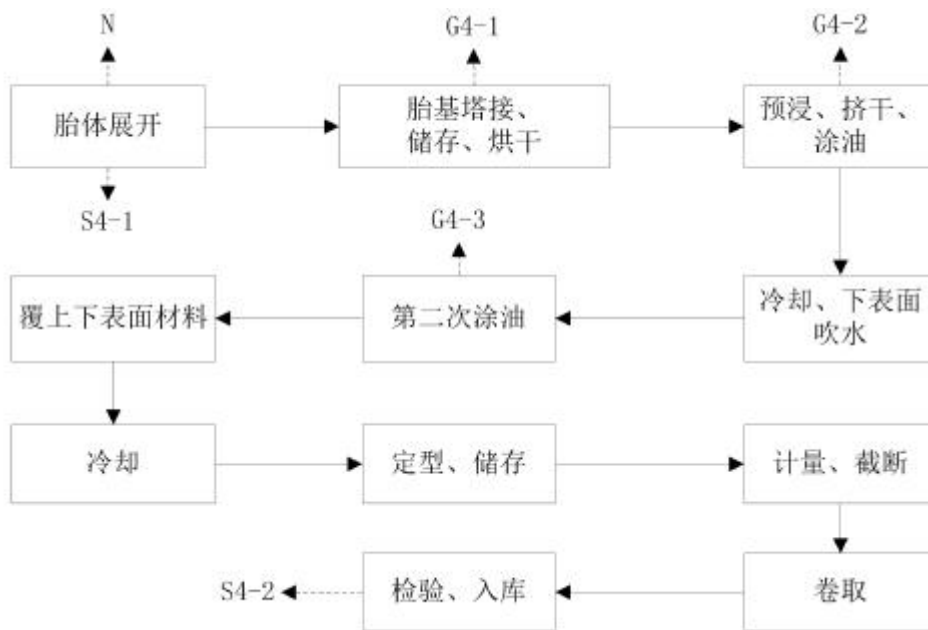 N
G4-1
G4-2
胎体展开
胎基塔接、
储存、烘干
预浸、挤干、
涂油
S4-1
G4-3
覆上下表面材料
第二次涂油
冷却、下表面
吹水
冷却
定型、储存
计量、截断
S4-2
检验、入库
卷取